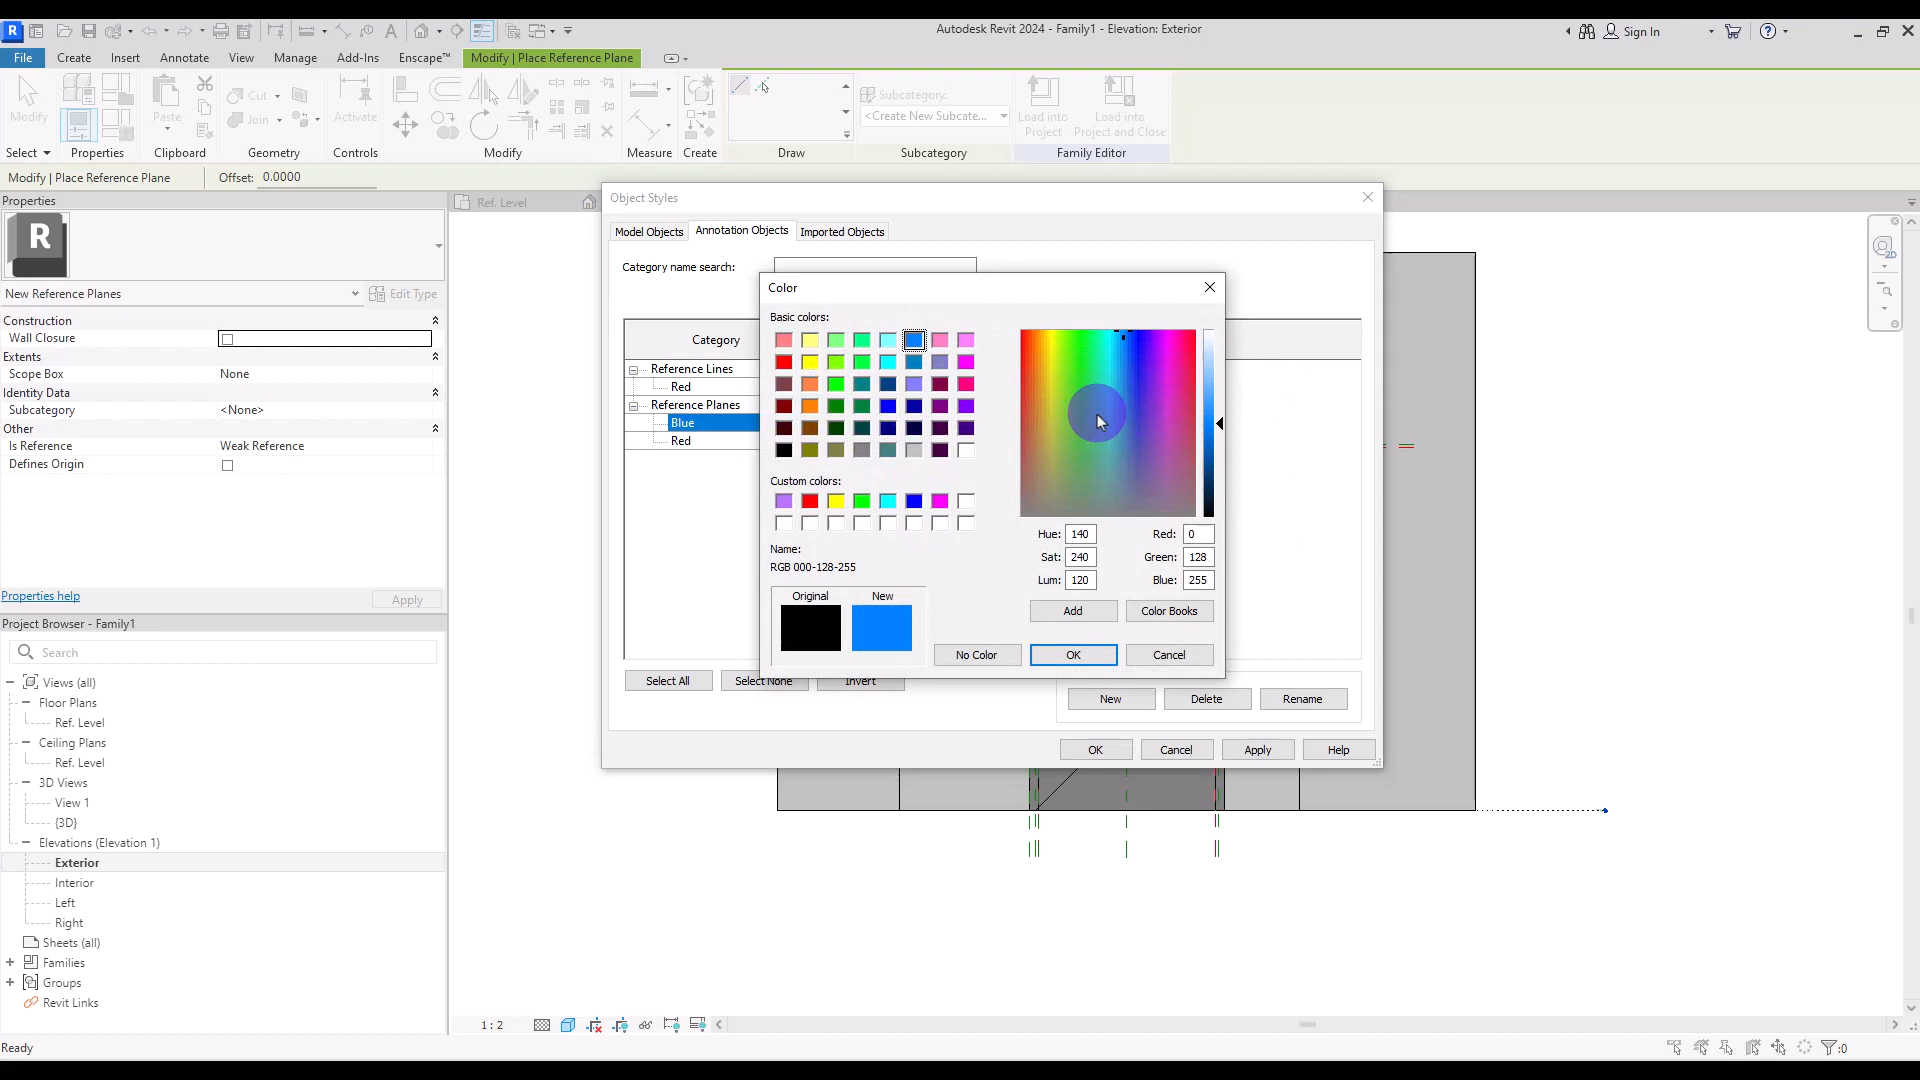 Autodesk Revit 2024 - Family1 - Elevation: Exterior
Sign In
File
Create
Insert
Annotate
View
Manage
Add-Ins
Enscape™
Modify | Place Reference Plane
Modify
Paste
Cut
Join
Activate
Subcategory:
<Create New Subcate...
Load into
Project
Load into
Project and Close
Select
Properties
Clipboard
Geometry
Controls
Modify
Measure
Create
Draw
Subcategory
Family Editor
Modify | Place Reference Plane
Offset: 0.0000
Properties
R
New Reference Planes
Edit Type
Construction
Wall Closure
Extents
Scope Box None
Identity Data
Subcategory <None>
Other
Is Reference Weak Reference
Defines Origin
Properties help
Apply
Project Browser - Family1
Search
Views (all)
Floor Plans
Ref. Level
Ceiling Plans
Ref. Level
3D Views
View 1
{3D}
Elevations (Elevation 1)
Exterior
Interior
Left
Right
Sheets (all)
Families
Groups
Revit Links
Ref. Level
Object Styles
Model Objects
Annotation Objects
Imported Objects
Category name search:
Category
Reference Lines
Red
Reference Planes
Blue
Red
Select All
Select None
Invert
New
Delete
Rename
OK
Cancel
Apply
Help
Color
Basic colors:
Custom colors:
Name:
RGB 000-128-255
Original
New
Hue: 140
Red: 0
Sat: 240
Green: 128
Lum: 120
Blue: 255
Add
Color Books
No Color
OK
Cancel
2D
1 : 2
Ready
:0